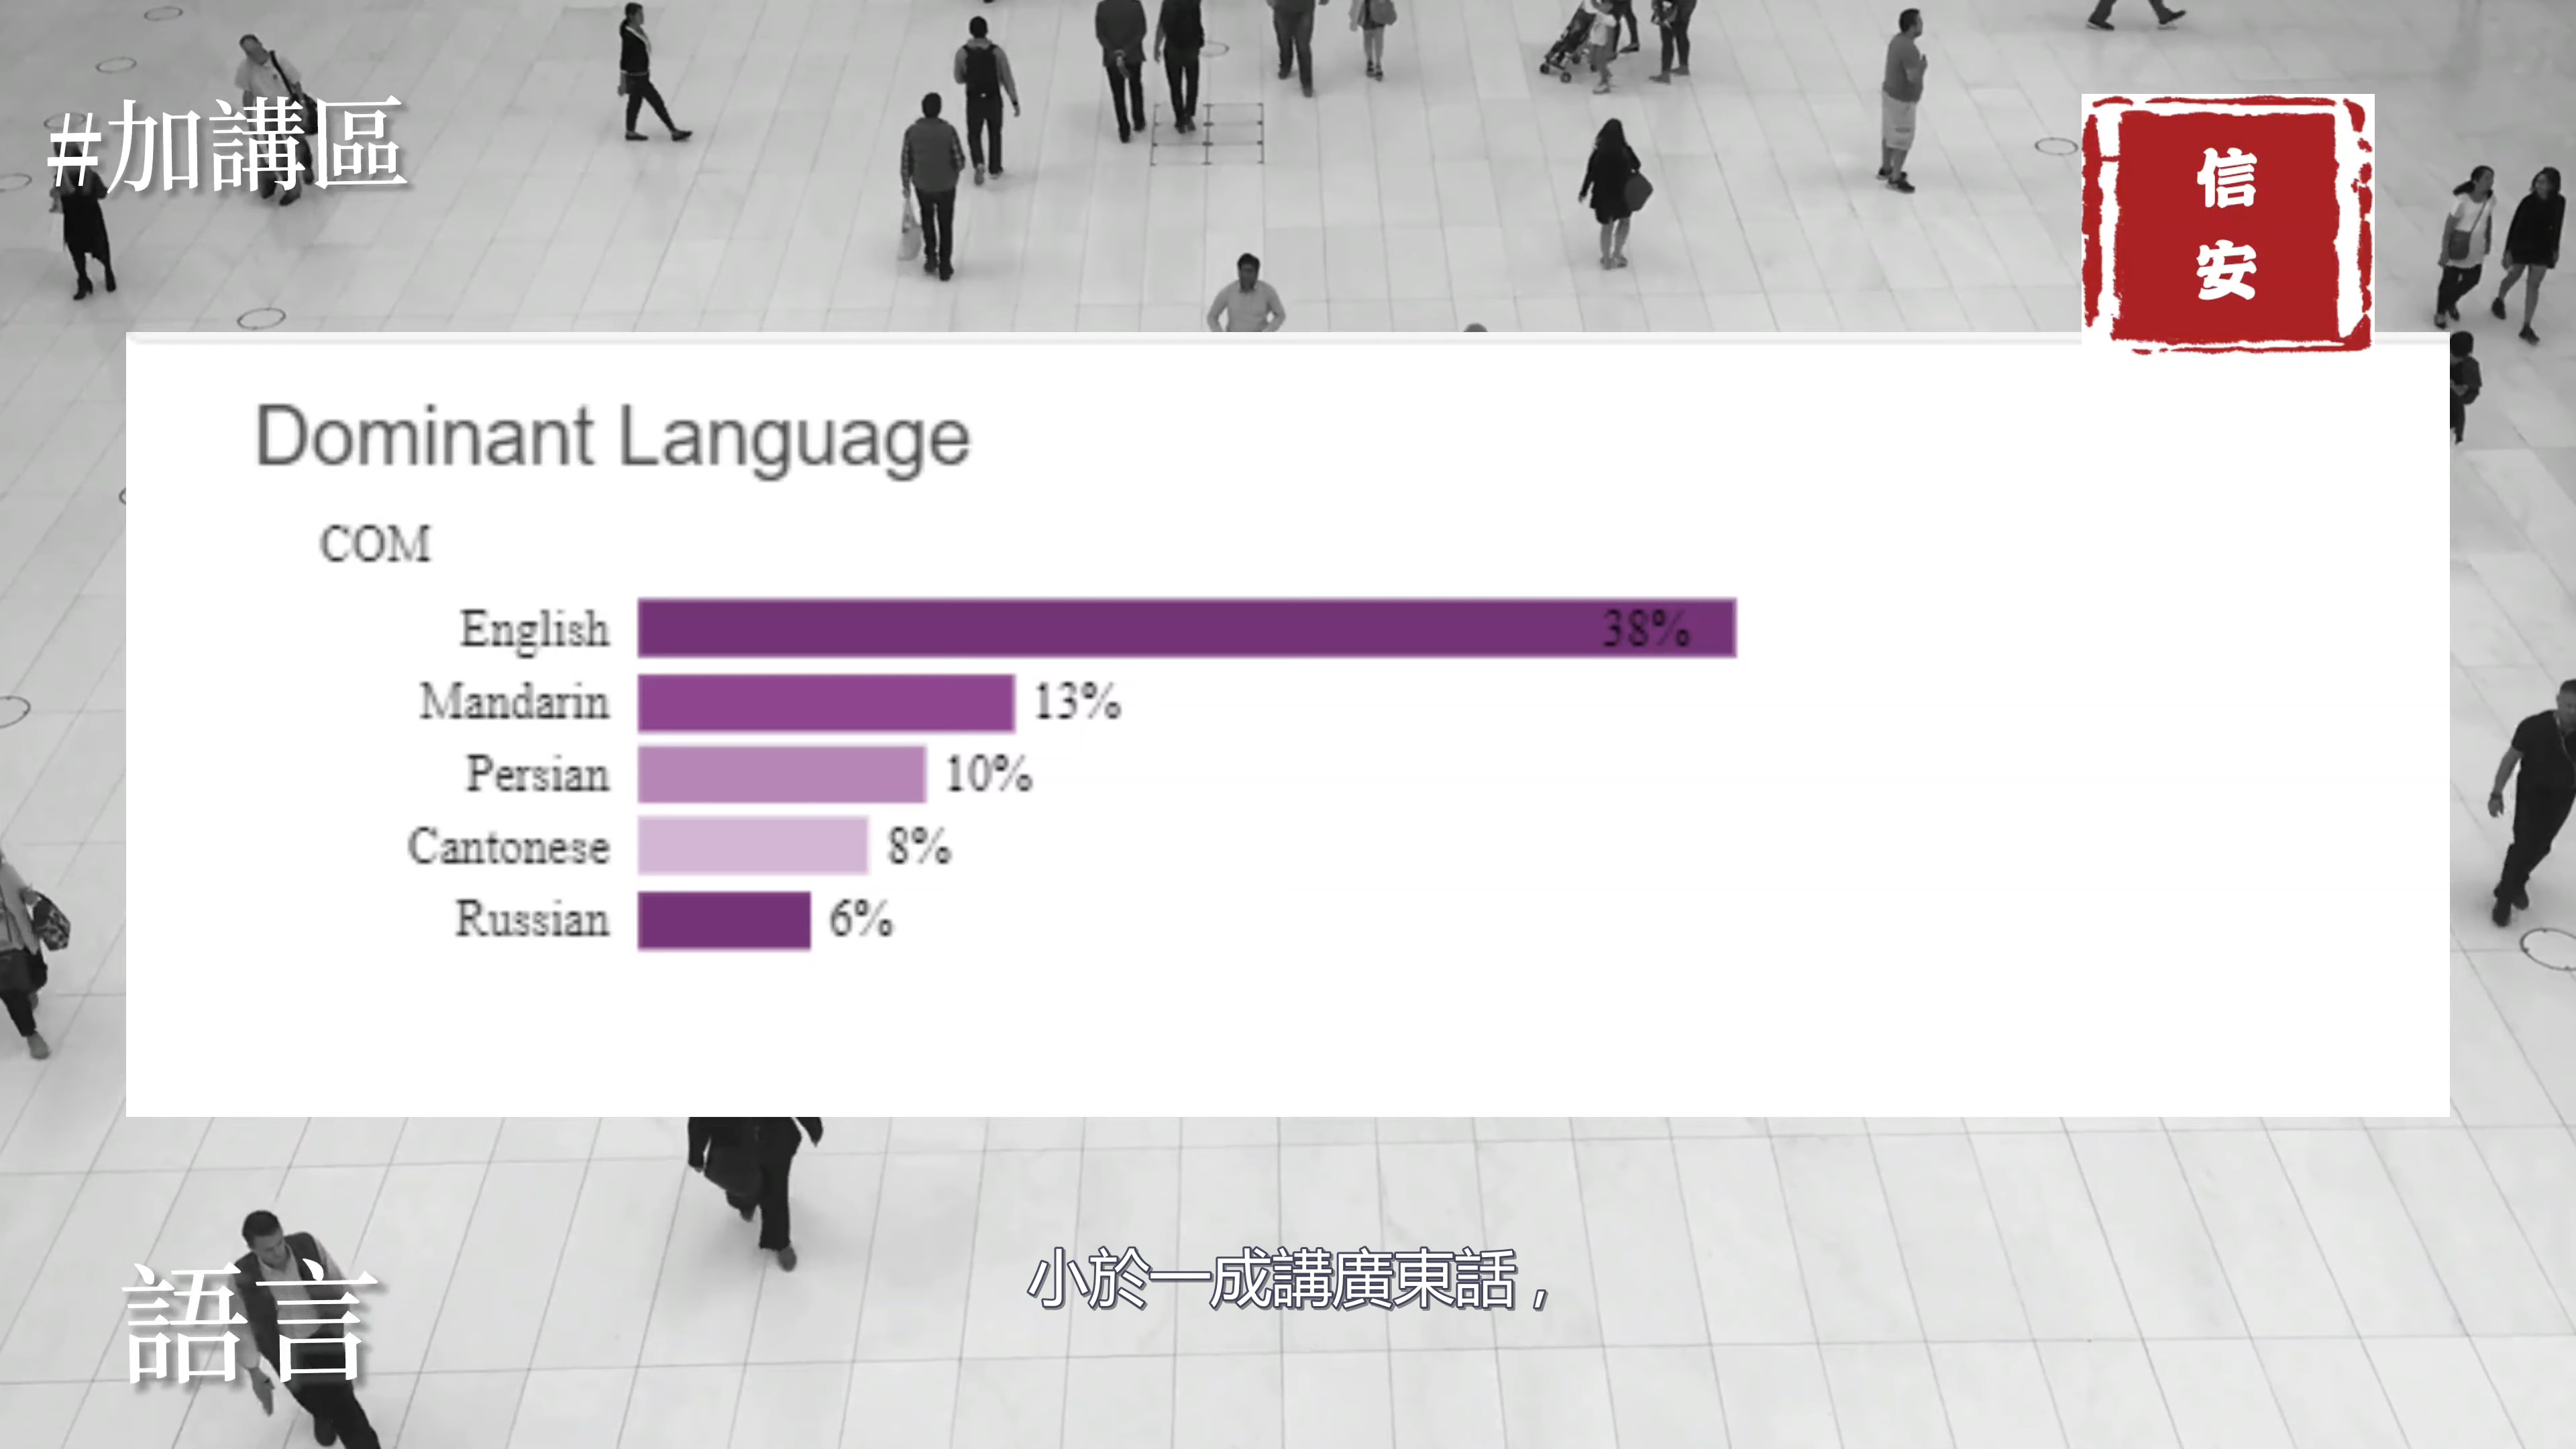 #加講區
信
安
Dominant Language
COM
English 38%
Mandarin 13%
Persian 10%
Cantonese 8%
Russian 6%
小於一成講廣東話，
語言